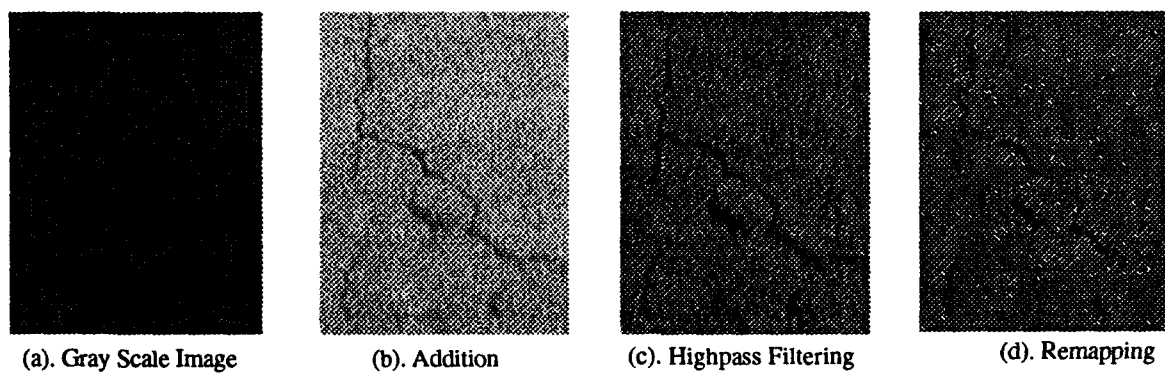 (a). Gray Scale Image
(b). Addition
(c). Highpass Filtering
(d). Remapping